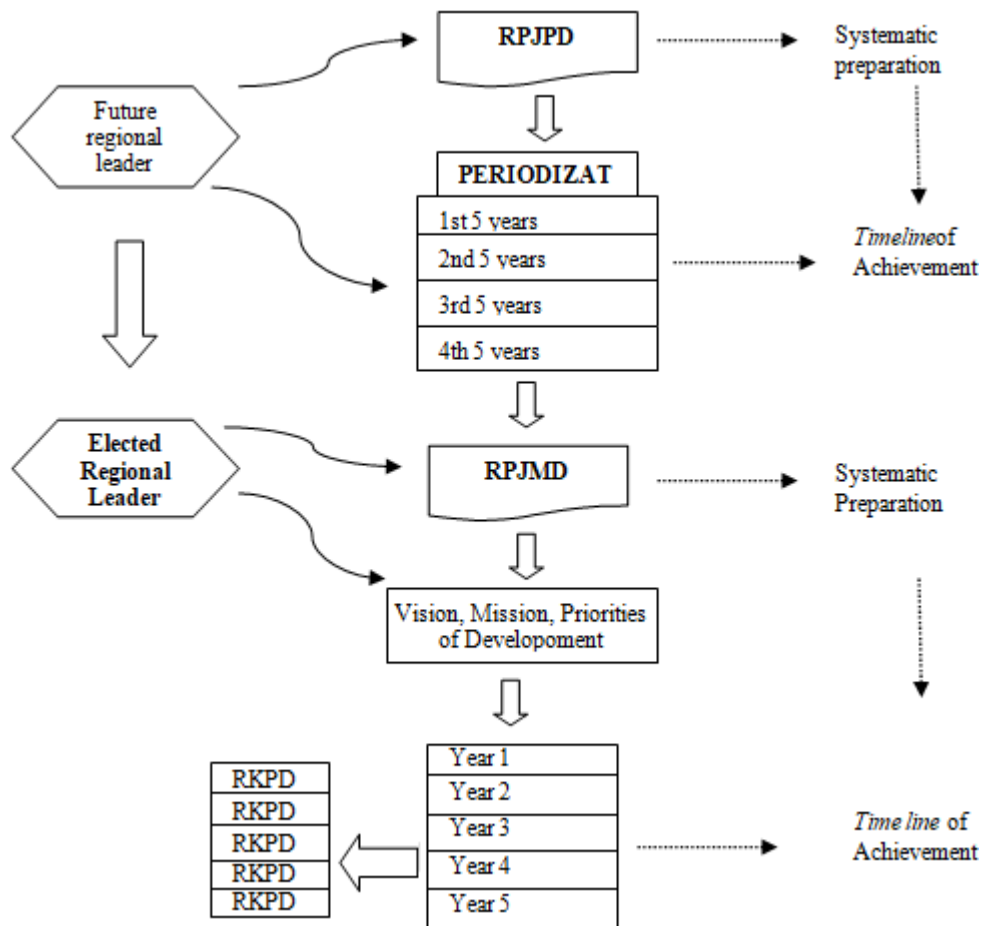 RPJPD
Systematic
preparation
Future
regional
leader
PERIODIZAT
1st 5 years
2nd 5 years
3rd 5 years
4th 5 years
Timelineof
Achievement
Elected
Regional
Leader
RPJMD
Systematic
Preparation
Vision, Mission, Priorities
of Developoment
Year 1
Year 2
Year 3
Year 4
Year 5
RKPD
RKPD
RKPD
RKPD
RKPD
Time line of
Achievement